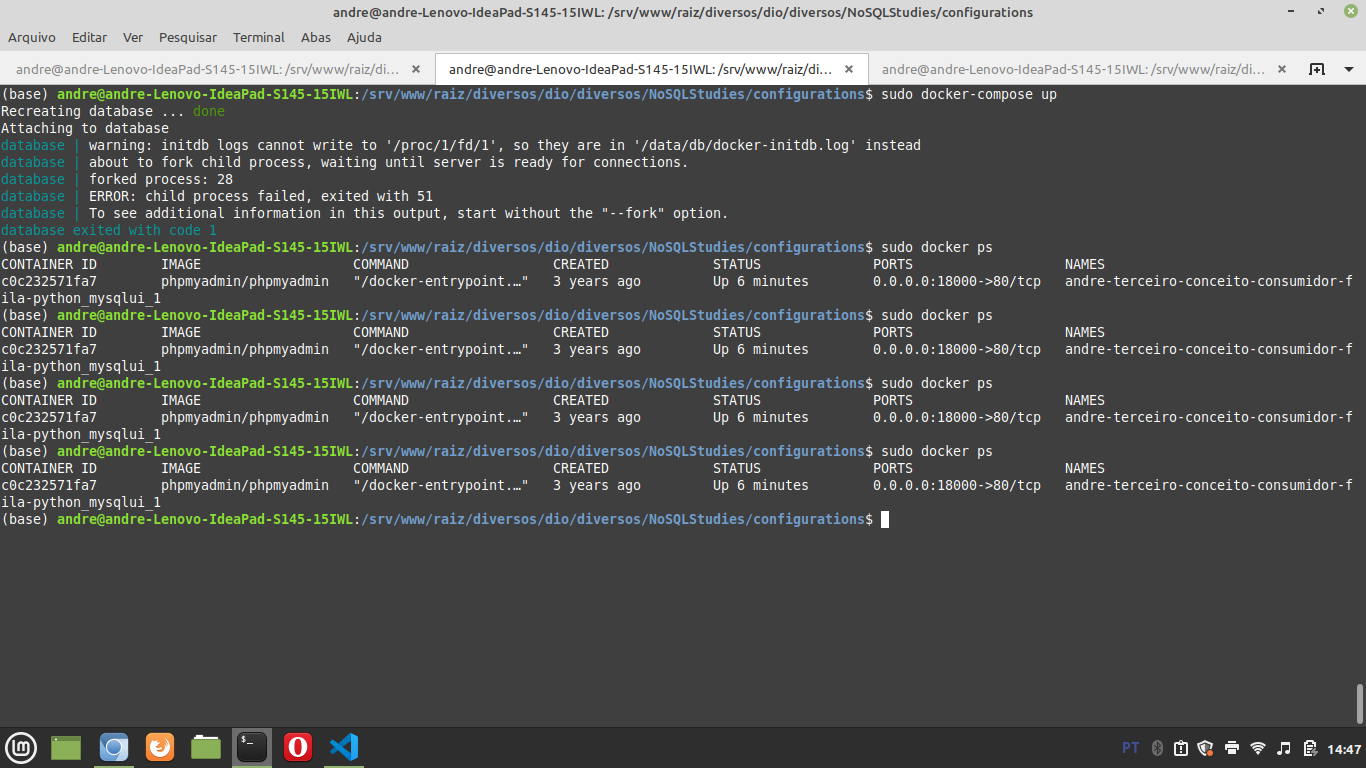 andre@andre-Lenovo-IdeaPad-S145-15IWL: /srv/www/raiz/diversos/dio/diversos/NoSQLStudies/configurations
Arquivo Editar Ver Pesquisar Terminal Abas Ajuda
andre@andre-Lenovo-IdeaPad-S145-15IWL: /srv/www/raiz/di... × andre@andre-Lenovo-IdeaPad-S145-15IWL: /srv/www/raiz/di... × andre@andre-Lenovo-IdeaPad-S145-15IWL: /srv/www/raiz/di... ×
(base) andre@andre-Lenovo-IdeaPad-S145-15IWL:/srv/www/raiz/diversos/dio/diversos/NoSQLStudies/configurations$ sudo docker-compose up
Recreating database ... done
Attaching to database
database | warning: initdb logs cannot write to '/proc/1/fd/1', so they are in '/data/db/docker-initdb.log' instead
database | about to fork child process, waiting until server is ready for connections.
database | forked process: 28
database | ERROR: child process failed, exited with 51
database | To see additional information in this output, start without the "--fork" option.
database exited with code 1
(base) andre@andre-Lenovo-IdeaPad-S145-15IWL:/srv/www/raiz/diversos/dio/diversos/NoSQLStudies/configurations$ sudo docker ps
CONTAINER ID IMAGE COMMAND CREATED STATUS PORTS NAMES
c0c232571fa7 phpmyadmin/phpmyadmin "/docker-entrypoint.…" 3 years ago Up 6 minutes 0.0.0.0:18000->80/tcp andre-terceiro-conceito-consumidor-f
ila-python_mysqlui_1
(base) andre@andre-Lenovo-IdeaPad-S145-15IWL:/srv/www/raiz/diversos/dio/diversos/NoSQLStudies/configurations$ sudo docker ps
CONTAINER ID IMAGE COMMAND CREATED STATUS PORTS NAMES
c0c232571fa7 phpmyadmin/phpmyadmin "/docker-entrypoint.…" 3 years ago Up 6 minutes 0.0.0.0:18000->80/tcp andre-terceiro-conceito-consumidor-f
ila-python_mysqlui_1
(base) andre@andre-Lenovo-IdeaPad-S145-15IWL:/srv/www/raiz/diversos/dio/diversos/NoSQLStudies/configurations$ sudo docker ps
CONTAINER ID IMAGE COMMAND CREATED STATUS PORTS NAMES
c0c232571fa7 phpmyadmin/phpmyadmin "/docker-entrypoint.…" 3 years ago Up 6 minutes 0.0.0.0:18000->80/tcp andre-terceiro-conceito-consumidor-f
ila-python_mysqlui_1
(base) andre@andre-Lenovo-IdeaPad-S145-15IWL:/srv/www/raiz/diversos/dio/diversos/NoSQLStudies/configurations$ sudo docker ps
CONTAINER ID IMAGE COMMAND CREATED STATUS PORTS NAMES
c0c232571fa7 phpmyadmin/phpmyadmin "/docker-entrypoint.…" 3 years ago Up 6 minutes 0.0.0.0:18000->80/tcp andre-terceiro-conceito-consumidor-f
ila-python_mysqlui_1
(base) andre@andre-Lenovo-IdeaPad-S145-15IWL:/srv/www/raiz/diversos/dio/diversos/NoSQLStudies/configurations$
PT 14:47